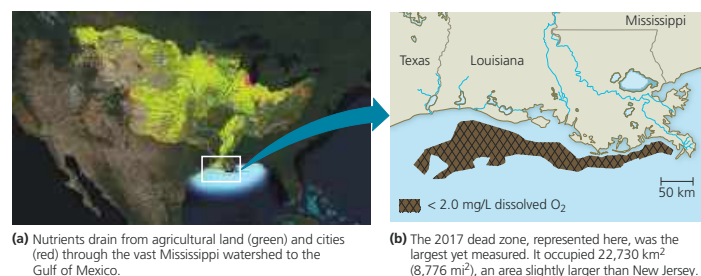 Mississippi
Texas
Louisiana
50 km
< 2.0 mg/L dissolved O₂
(a) Nutrients drain from agricultural land (green) and cities
(red) through the vast Mississippi watershed to the
Gulf of Mexico.
(b) The 2017 dead zone, represented here, was the
largest yet measured. It occupied 22,730 km²
(8,776 mi²), an area slightly larger than New Jersey.